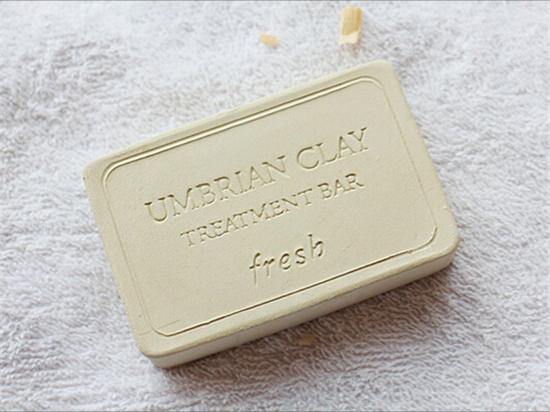 UMBRIAN CLAY
TREATMENT BAR
fresh